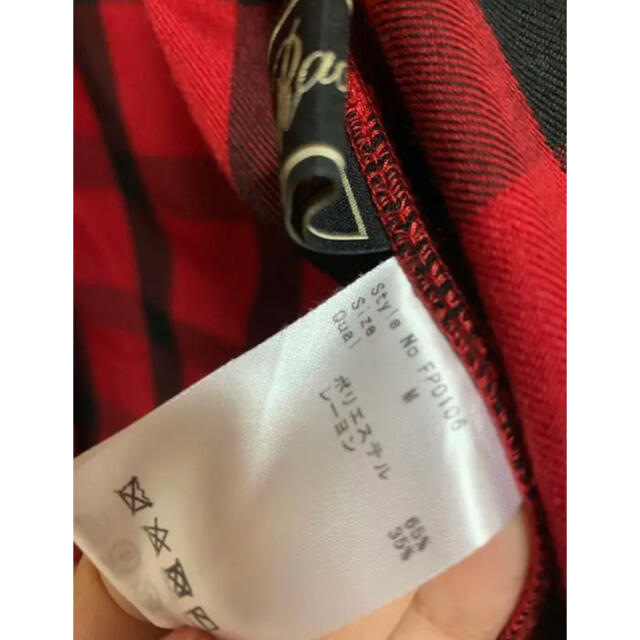 Style No FP0106
Size M
Qual
ポリエステル 65%
レーヨン 35%